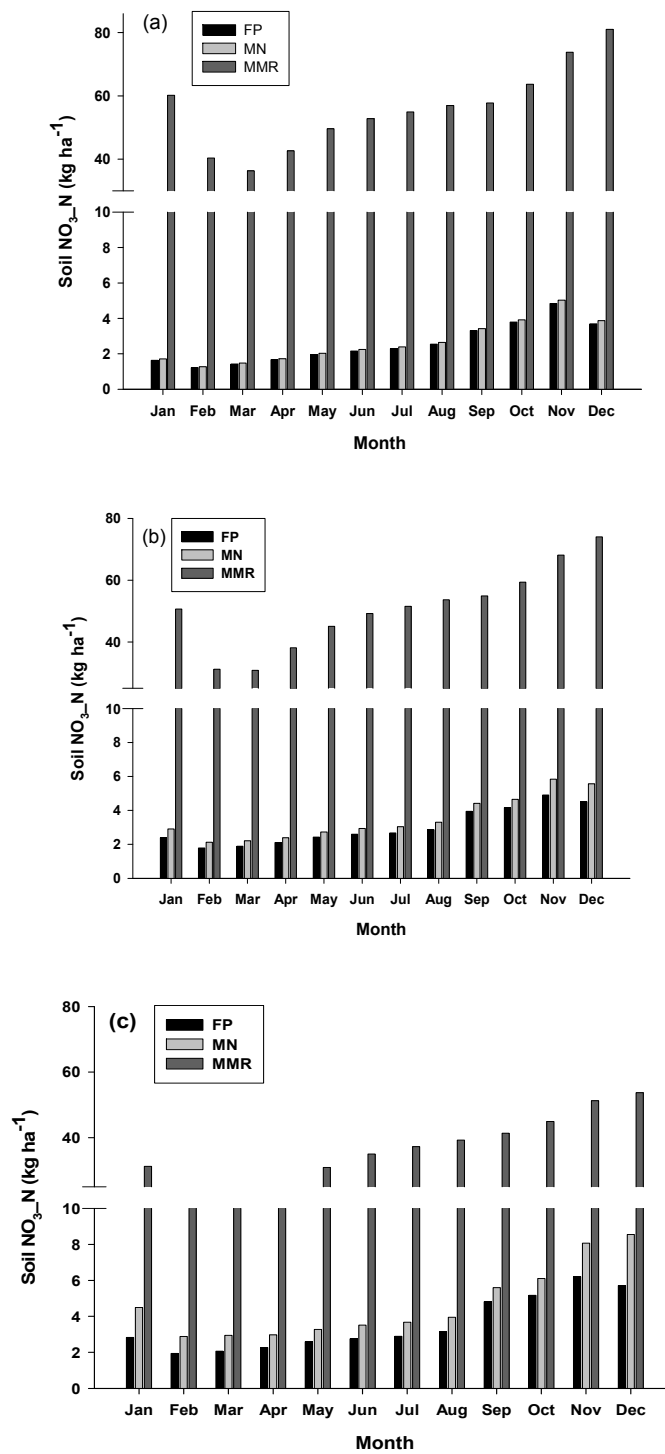 (a)
FP
MN
MMR
80
60
40
10
8
6
4
2
0
Soil NO₃_N (kg ha⁻¹)
Jan Feb Mar Apr May Jun Jul Aug Sep Oct Nov Dec
Month
(b)
FP
MN
MMR
80
60
40
10
8
6
4
2
0
Soil NO₃_N (kg ha⁻¹)
Jan Feb Mar Apr May Jun Jul Aug Sep Oct Nov Dec
Month
(c)
FP
MN
MMR
80
60
40
10
8
6
4
2
0
Soil NO₃_N (kg ha⁻¹)
Jan Feb Mar Apr May Jun Jul Aug Sep Oct Nov Dec
Month